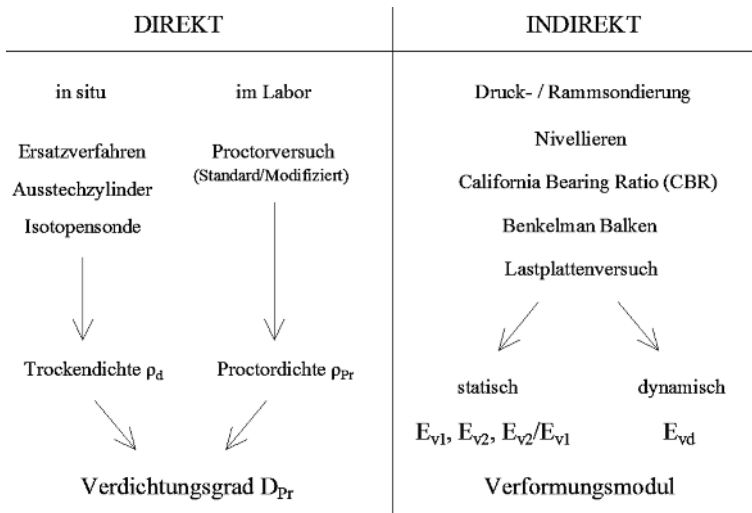 DIREKT
in situ
im Labor
Ersatzverfahren
Ausstechzylinder
Isotopensonde
Proctorversuch
(Standard/Modifiziert)
Trockendichte ρd
Proctordichte ρPr
Verdichtungsgrad DPr
INDIREKT
Druck- / Rammsondierung
Nivellieren
California Bearing Ratio (CBR)
Benkelman Balken
Lastplattenversuch
statisch
dynamisch
Ev1, Ev2, Ev2/Ev1
Evd
Verformungsmodul